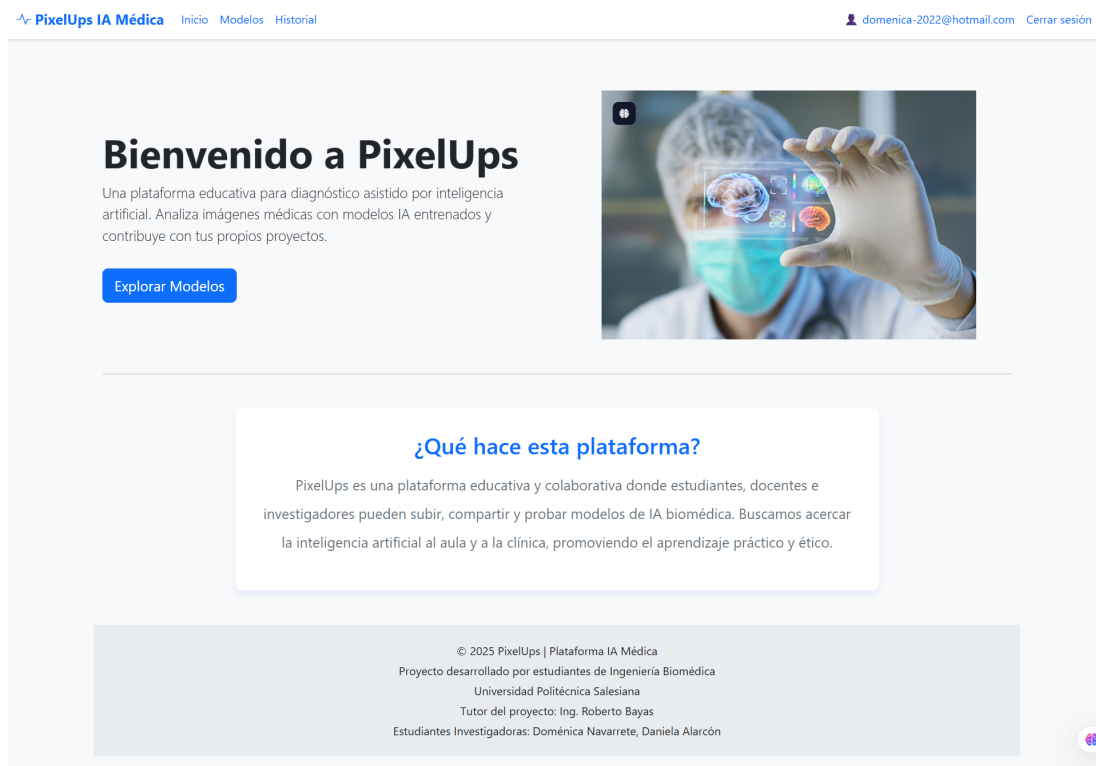 PixelUps IA Médica Inicio Modelos Historial domenica-2022@hotmail.com Cerrar sesión
Bienvenido a PixelUps
Una plataforma educativa para diagnóstico asistido por inteligencia
artificial. Analiza imágenes médicas con modelos IA entrenados y
contribuye con tus propios proyectos.
Explorar Modelos
¿Qué hace esta plataforma?
PixelUps es una plataforma educativa y colaborativa donde estudiantes, docentes e
investigadores pueden subir, compartir y probar modelos de IA biomédica. Buscamos acercar
la inteligencia artificial al aula y a la clínica, promoviendo el aprendizaje práctico y ético.
© 2025 PixelUps | Plataforma IA Médica
Proyecto desarrollado por estudiantes de Ingeniería Biomédica
Universidad Politécnica Salesiana
Tutor del proyecto: Ing. Roberto Bayas
Estudiantes Investigadoras: Doménica Navarrete, Daniela Alarcón